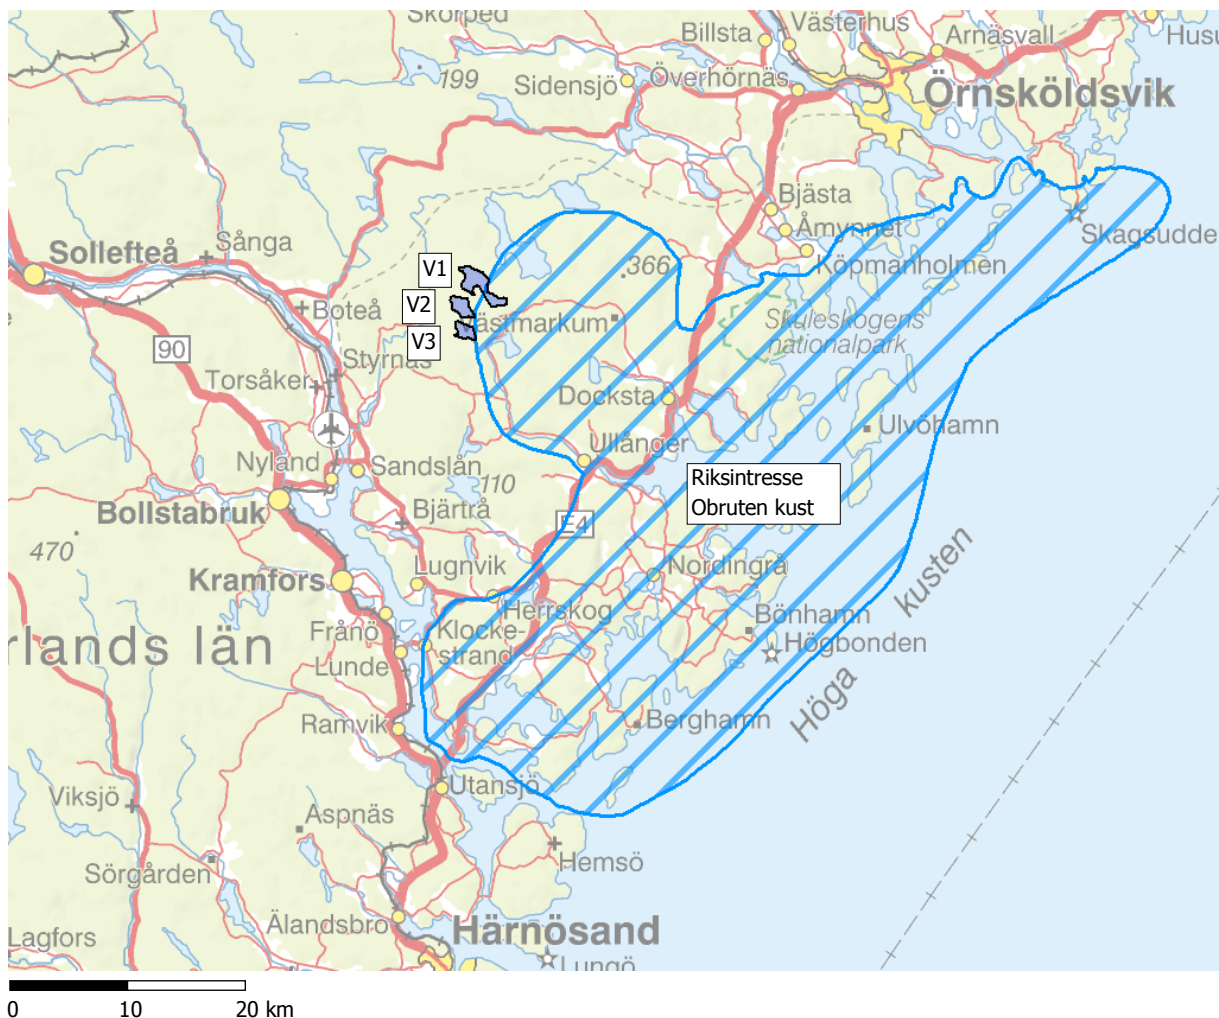 Skorped
Västerhus
Billsta
Arnäsvall
Husu
199
Sidensjö
Överhörnäs
Örnsköldsvik
Bjästa
Åmynnet
Skagsudde
Sollefteå
Sånga
V1
366
Köpmanholmen
V2
Boteå
Västmarkum
Skuleskogens
nationalpark
V3
90
Styrnäs
Torsåker
Docksta
Ulvöhamn
Ullånger
Nyland
Sandslån
110
Riksintresse
Obruten kust
Bollstabruk
Bjärtrå
E4
470
Höga kusten
Kramfors
Lugnvik
Nordingrå
Herrskog
Bönhamn
Frånö
Klocke-
strand
Högbonden
rlands län
Lunde
Ramvik
Berghamn
Utansjö
Viksjö
Aspnäs
Hemsö
Sörgården
Älandsbro
Härnösand
Lagfors
Lungö
0 10 20 km